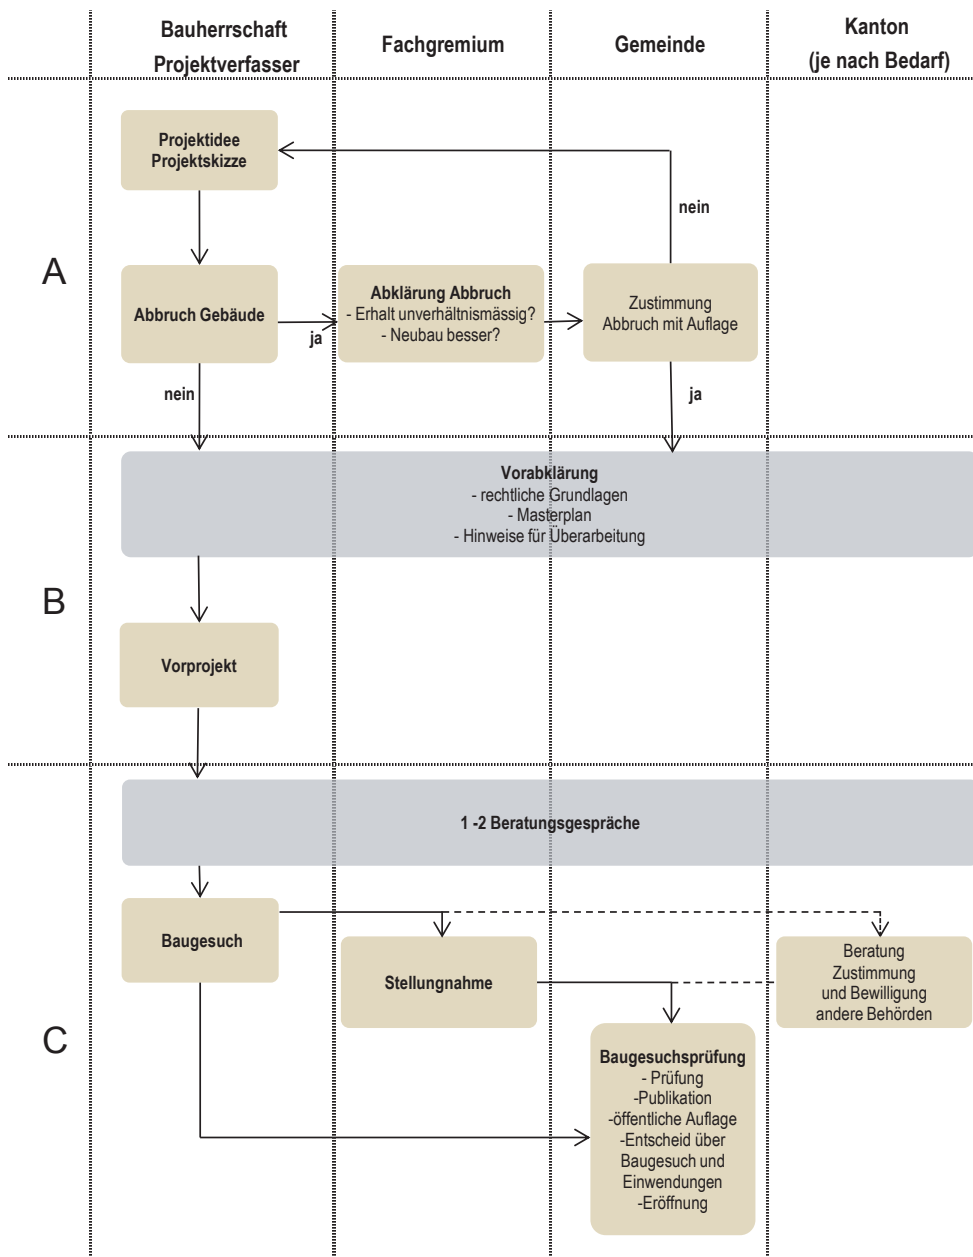 Bauherrschaft
Projektverfasser
Fachgremium
Gemeinde
Kanton
(je nach Bedarf)
A
Projektidee
Projektskizze
nein
Abbruch Gebäude
ja
Abklärung Abbruch
- Erhalt unverhältnismässig?
- Neubau besser?
Zustimmung
Abbruch mit Auflage
nein
ja
B
Vorabklärung
- rechtliche Grundlagen
- Masterplan
- Hinweise für Überarbeitung
Vorprojekt
C
1 -2 Beratungsgespräche
Baugesuch
Stellungnahme
Beratung
Zustimmung
und Bewilligung
andere Behörden
Baugesuchsprüfung
- Prüfung
-Publikation
-öffentliche Auflage
-Entscheid über
Baugesuch und
Einwendungen
-Eröffnung